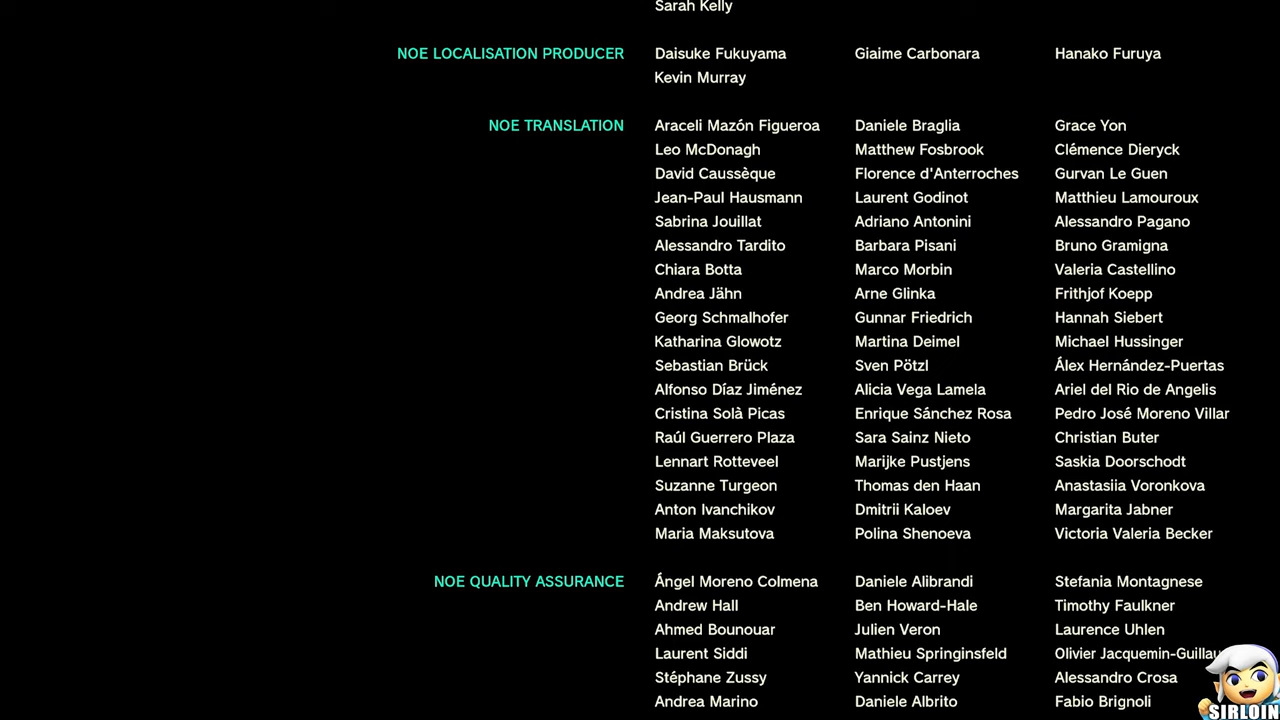 Sarah Kelly
NOE LOCALISATION PRODUCER Daisuke Fukuyama Giaime Carbonara Hanako Furuya
Kevin Murray
NOE TRANSLATION Araceli Mazón Figueroa Daniele Braglia Grace Yon
Leo McDonagh Matthew Fosbrook Clémence Dieryck
David Caussèque Florence d'Anterroches Gurvan Le Guen
Jean-Paul Hausmann Laurent Godinot Matthieu Lamouroux
Sabrina Jouillat Adriano Antonini Alessandro Pagano
Alessandro Tardito Barbara Pisani Bruno Gramigna
Chiara Botta Marco Morbin Valeria Castellino
Andrea Jähn Arne Glinka Frithjof Koepp
Georg Schmalhofer Gunnar Friedrich Hannah Siebert
Katharina Glowotz Martina Deimel Michael Hussinger
Sebastian Brück Sven Pötzl Álex Hernández-Puertas
Alfonso Díaz Jiménez Alicia Vega Lamela Ariel del Rio de Angelis
Cristina Solà Picas Enrique Sánchez Rosa Pedro José Moreno Villar
Raúl Guerrero Plaza Sara Sainz Nieto Christian Buter
Lennart Rotteveel Marijke Pustjens Saskia Doorschodt
Suzanne Turgeon Thomas den Haan Anastasiia Voronkova
Anton Ivanchikov Dmitrii Kaloev Margarita Jabner
Maria Maksutova Polina Shenoeva Victoria Valeria Becker
NOE QUALITY ASSURANCE Ángel Moreno Colmena Daniele Alibrandi Stefania Montagnese
Andrew Hall Ben Howard-Hale Timothy Faulkner
Ahmed Bounouar Julien Veron Laurence Uhlen
Laurent Siddi Mathieu Springinsfeld Olivier Jacquemin-Guillau
Stéphane Zussy Yannick Carrey Alessandro Crosa
Andrea Marino Daniele Albrito Fabio Brignoli
SIRLOIN